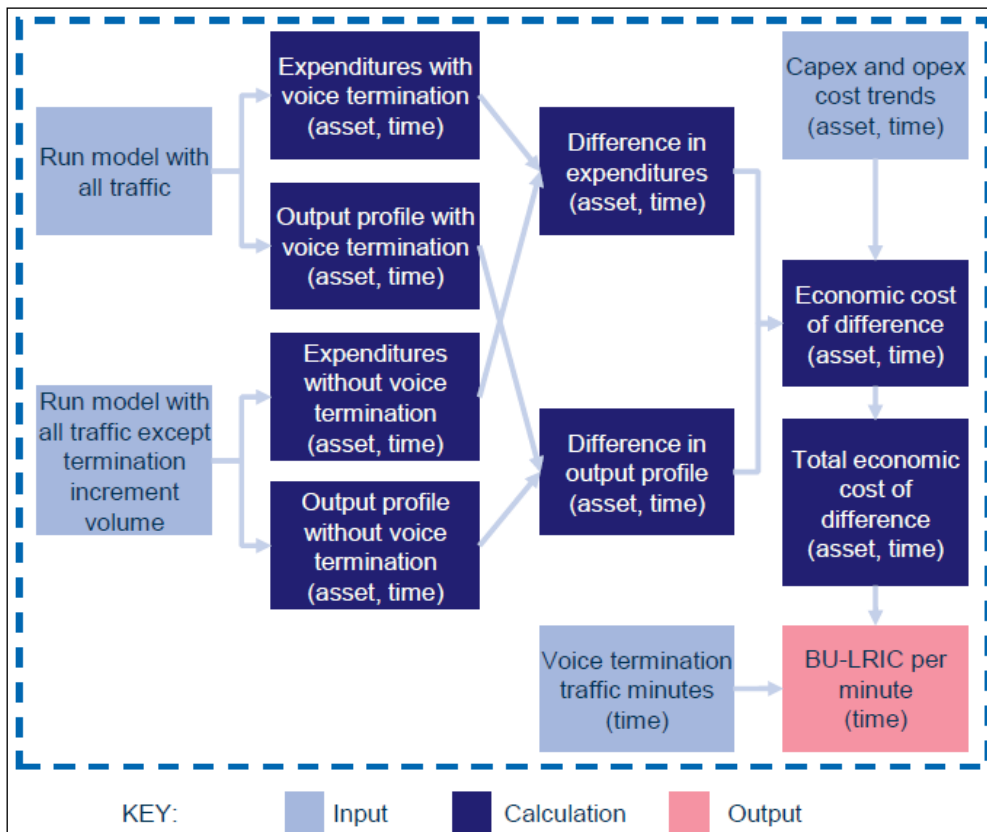 Run model with
all traffic
Expenditures with
voice termination
(asset, time)
Output profile with
voice termination
(asset, time)
Run model with
all traffic except
termination
increment
volume
Expenditures
without voice
termination
(asset, time)
Output profile
without voice
termination
(asset, time)
Difference in
expenditures
(asset, time)
Difference in
output profile
(asset, time)
Capex and opex
cost trends
(asset, time)
Economic cost
of difference
(asset, time)
Total economic
cost of
difference
(asset, time)
Voice termination
traffic minutes
(time)
BU-LRIC per
minute
(time)
KEY:
Input
Calculation
Output